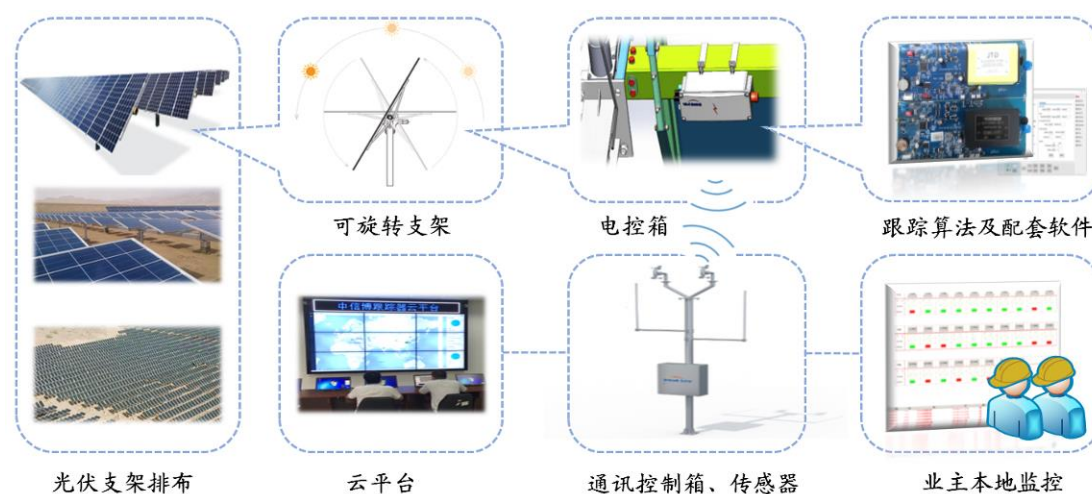 JTD
可旋转支架
电控箱
跟踪算法及配套软件
中信博跟踪器云平台
光伏支架排布
云平台
通讯控制箱、传感器
业主本地监控